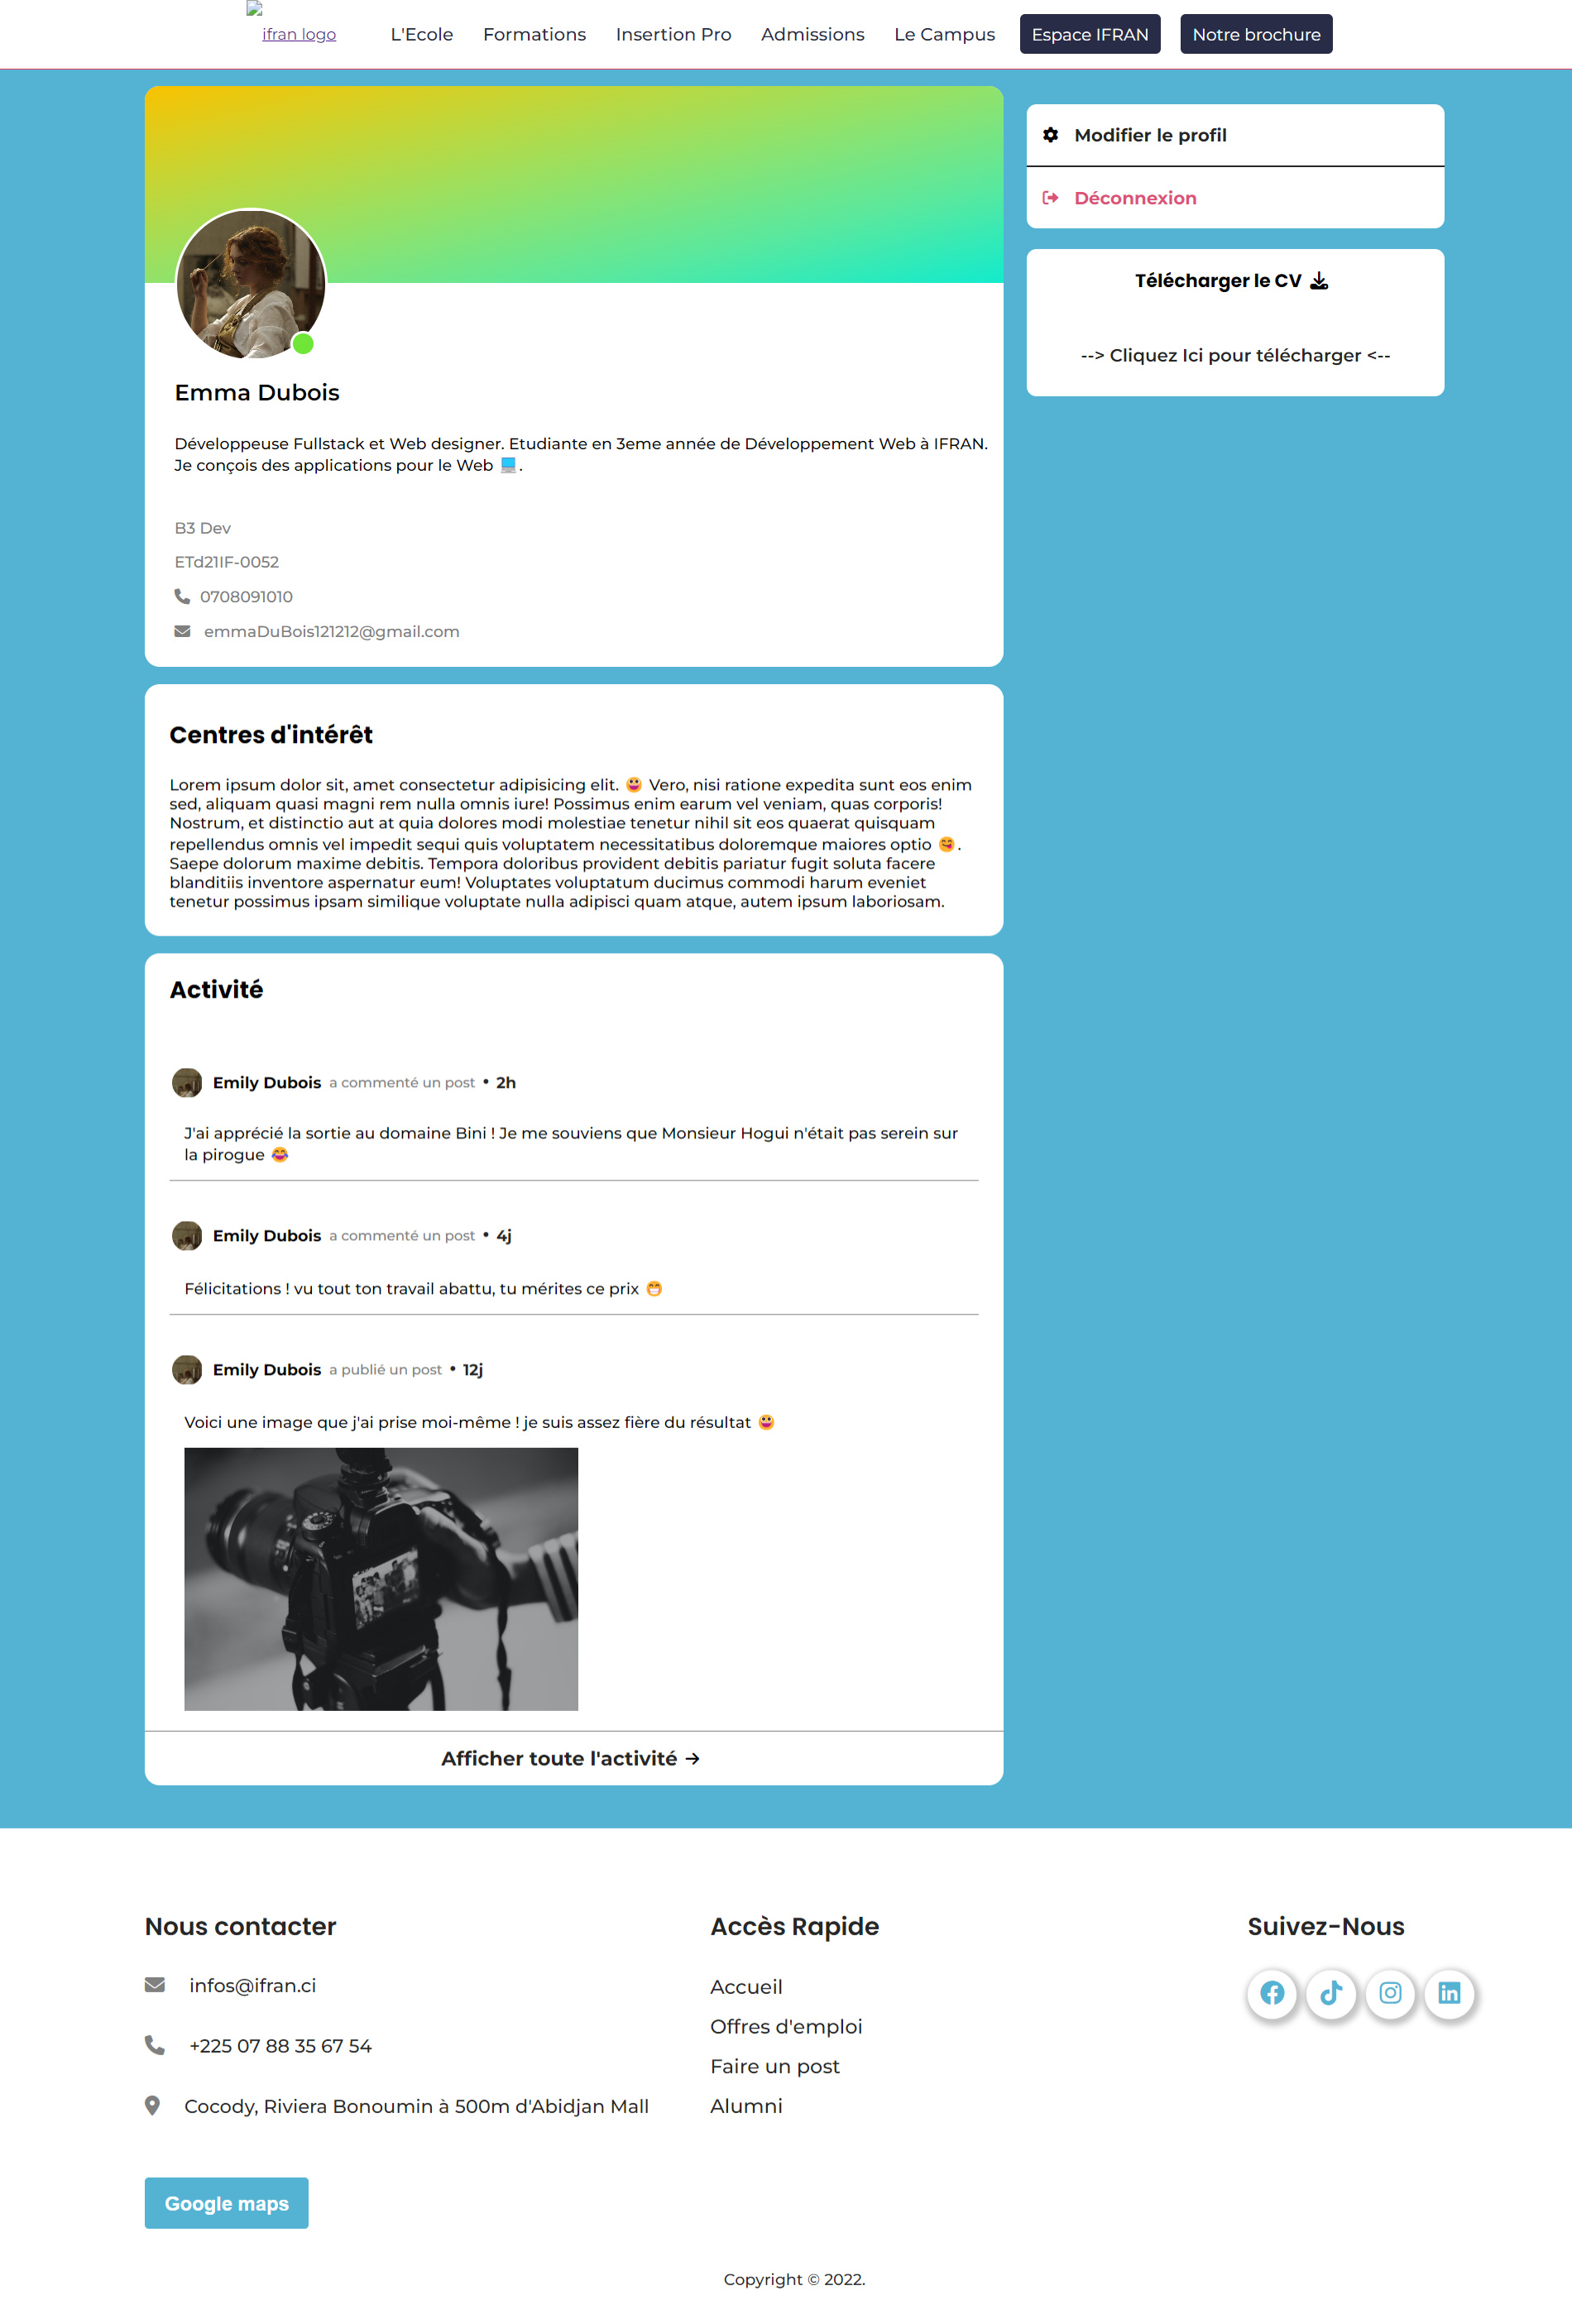 ifran logo
L'Ecole
Formations
Insertion Pro
Admissions
Le Campus
Espace IFRAN
Notre brochure
Modifier le profil
Déconnexion
Télécharger le CV
--> Cliquez Ici pour télécharger <--
Emma Dubois
Développeuse Fullstack et Web designer. Etudiante en 3eme année de Développement Web à IFRAN.
Je conçois des applications pour le Web 💻.
B3 Dev
ETd21IF-0052
0708091010
emmaDuBois121212@gmail.com
Centres d'intérêt
Lorem ipsum dolor sit, amet consectetur adipisicing elit. 😀 Vero, nisi ratione expedita sunt eos enim
sed, aliquam quasi magni rem nulla omnis iure! Possimus enim earum vel veniam, quas corporis!
Nostrum, et distinctio aut at quia dolores modi molestiae tenetur nihil sit eos quaerat quisquam
repellendus omnis vel impedit sequi quis voluptatem necessitatibus doloremque maiores optio 😋.
Saepe dolorum maxime debitis. Tempora doloribus provident debitis pariatur fugit soluta facere
blanditiis inventore aspernatur eum! Voluptates voluptatum ducimus commodi harum eveniet
tenetur possimus ipsam similique voluptate nulla adipisci quam atque, autem ipsum laboriosam.
Activité
Emily Dubois a commenté un post • 2h
J'ai apprécié la sortie au domaine Bini ! Je me souviens que Monsieur Hogui n'était pas serein sur
la pirogue 😂
Emily Dubois a commenté un post • 4j
Félicitations ! vu tout ton travail abattu, tu mérites ce prix 😁
Emily Dubois a publié un post • 12j
Voici une image que j'ai prise moi-même ! je suis assez fière du résultat 😀
Afficher toute l'activité →
Nous contacter
infos@ifran.ci
+225 07 88 35 67 54
Cocody, Riviera Bonoumin à 500m d'Abidjan Mall
Google maps
Accès Rapide
Accueil
Offres d'emploi
Faire un post
Alumni
Suivez-Nous
Copyright © 2022.